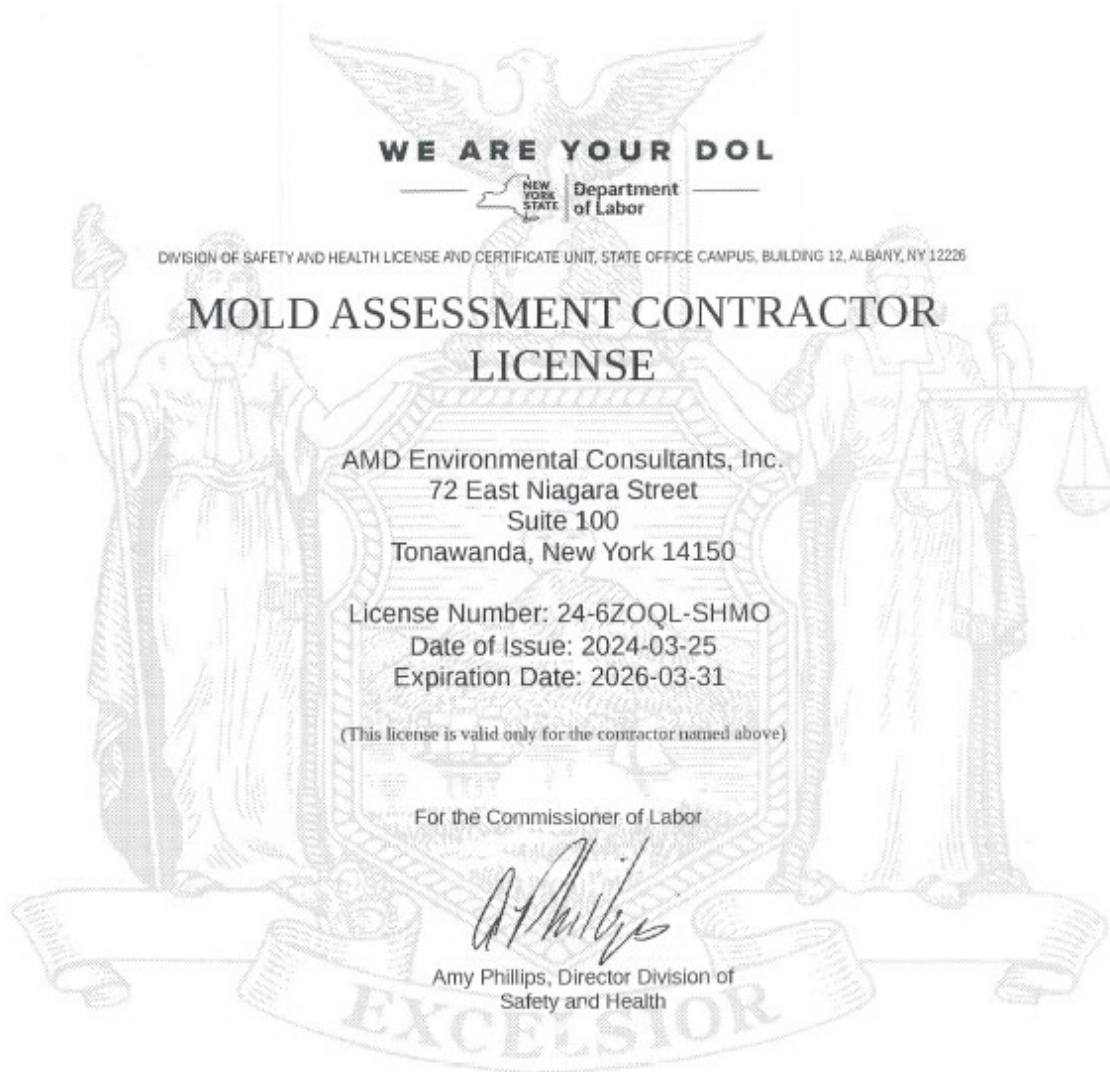 WE ARE YOUR DOL
NEW
YORK
STATE
Department
of Labor
DIVISION OF SAFETY AND HEALTH LICENSE AND CERTIFICATE UNIT, STATE OFFICE CAMPUS, BUILDING 12, ALBANY, NY 12226
MOLD ASSESSMENT CONTRACTOR
LICENSE
AMD Environmental Consultants, Inc.
72 East Niagara Street
Suite 100
Tonawanda, New York 14150
License Number: 24-6ZOQL-SHMO
Date of Issue: 2024-03-25
Expiration Date: 2026-03-31
(This license is valid only for the contractor named above)
For the Commissioner of Labor
A Phillips
Amy Phillips, Director Division of
Safety and Health
EXCELSIOR